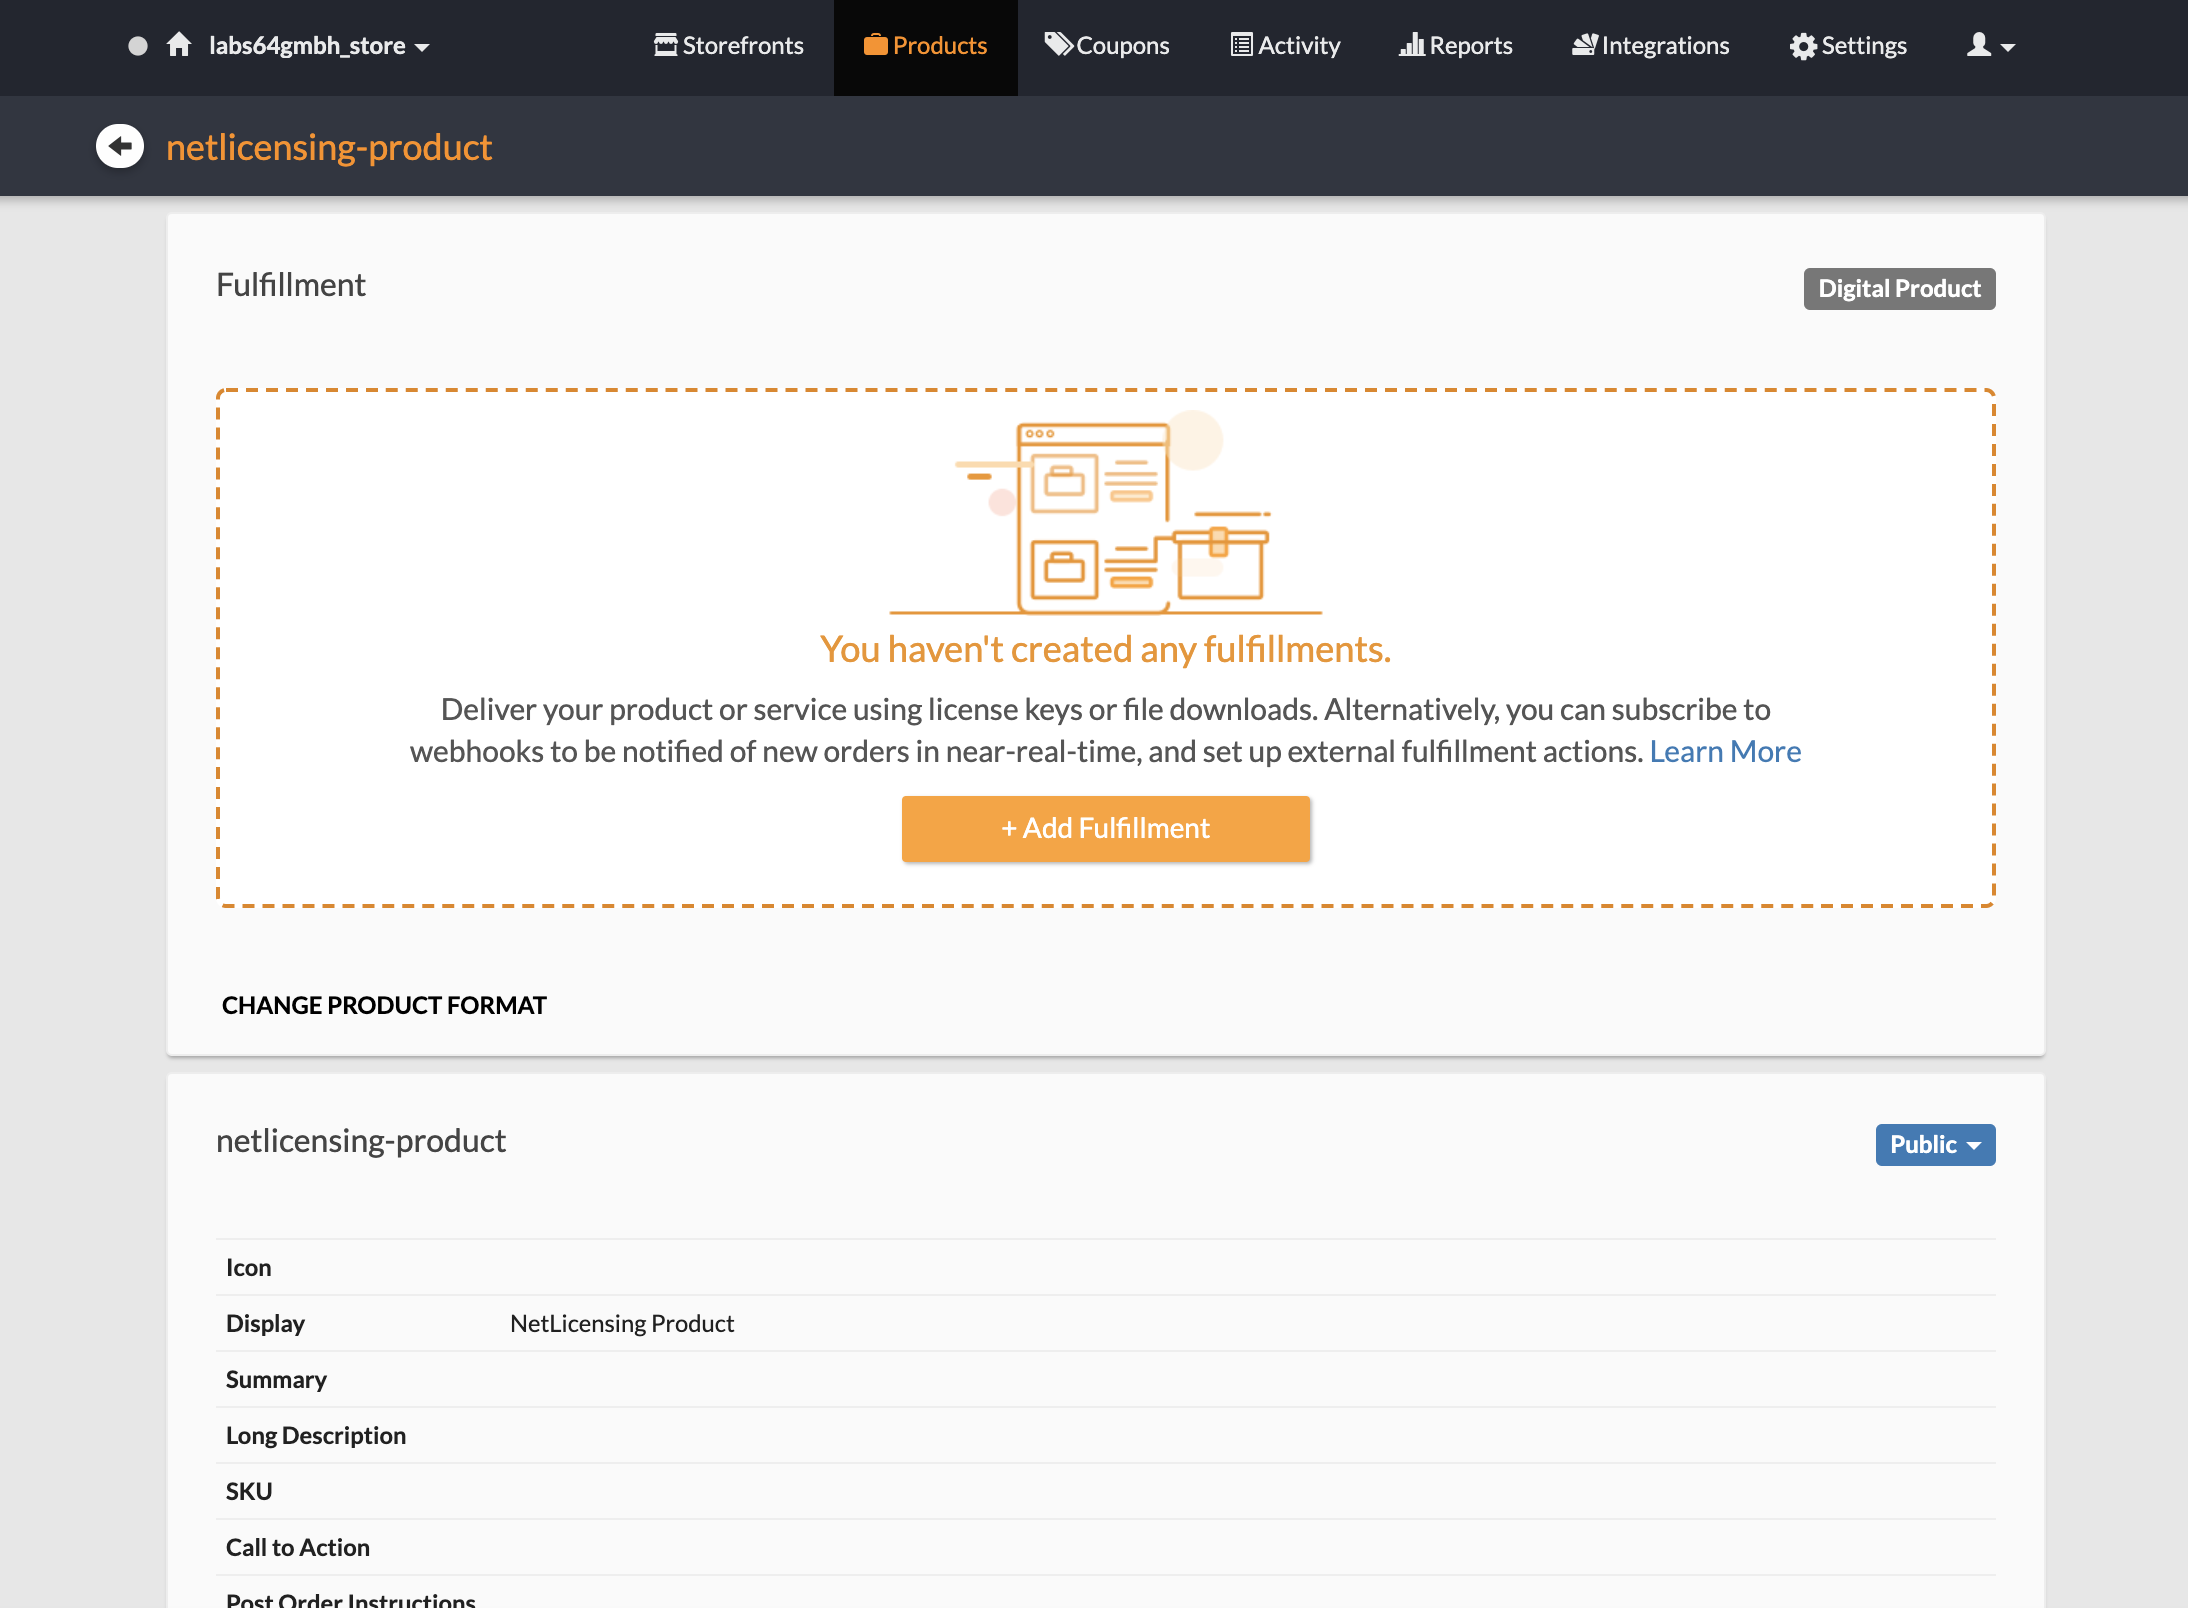 labs64gmbh_store
Storefronts
Products
Coupons
Activity
Reports
Integrations
Settings
netlicensing-product
Fulfillment
Digital Product
You haven't created any fulfillments.
Deliver your product or service using license keys or file downloads. Alternatively, you can subscribe to
webhooks to be notified of new orders in near-real-time, and set up external fulfillment actions. Learn More
+ Add Fulfillment
CHANGE PRODUCT FORMAT
netlicensing-product
Public
Icon
Display NetLicensing Product
Summary
Long Description
SKU
Call to Action
Post Order Instructions